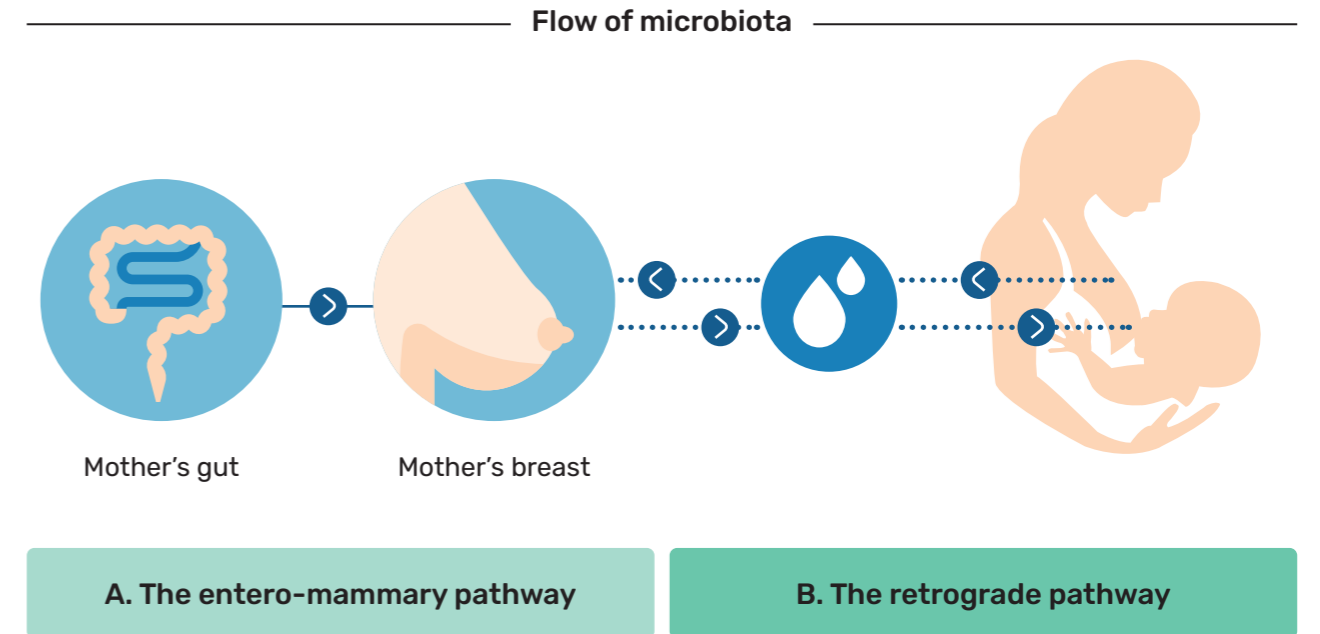 Flow of microbiota
Mother's gut
Mother's breast
A. The entero-mammary pathway
B. The retrograde pathway